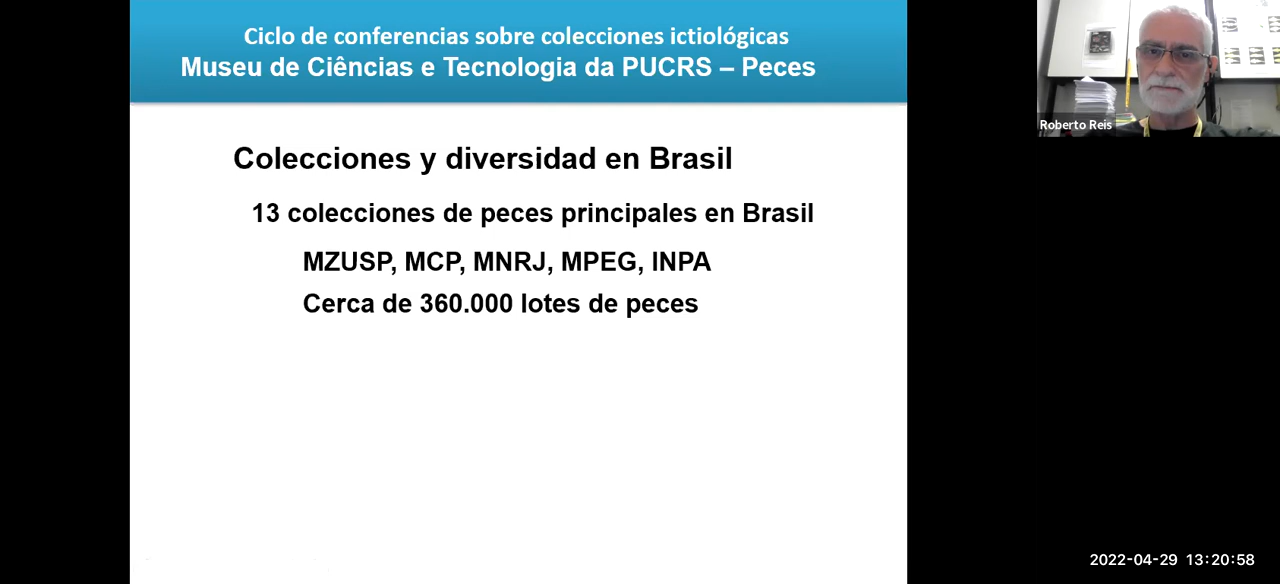 Ciclo de conferencias sobre colecciones ictiológicas
Museu de Ciências e Tecnologia da PUCRS – Peces
Colecciones y diversidad en Brasil
13 colecciones de peces principales en Brasil
MZUSP, MCP, MNRJ, MPEG, INPA
Cerca de 360.000 lotes de peces
Roberto Reis
2022-04-29 13:20:58